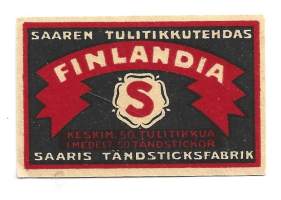 SAAREN TULITIKKUTEHDAS
FINLANDIA
S
KESKIM. 50 TULITIKKUA
I MEDELT. 50 TÄNDSTICKOR
SAARIS TÄNDSTICKSFABRIK